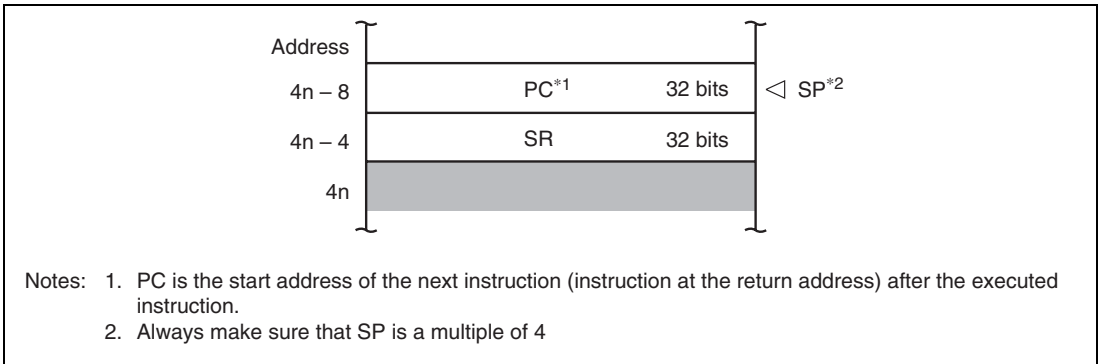 Address
4n – 8 PC*1 32 bits SP*2
4n – 4 SR 32 bits
4n
Notes: 1. PC is the start address of the next instruction (instruction at the return address) after the executed
instruction.
2. Always make sure that SP is a multiple of 4